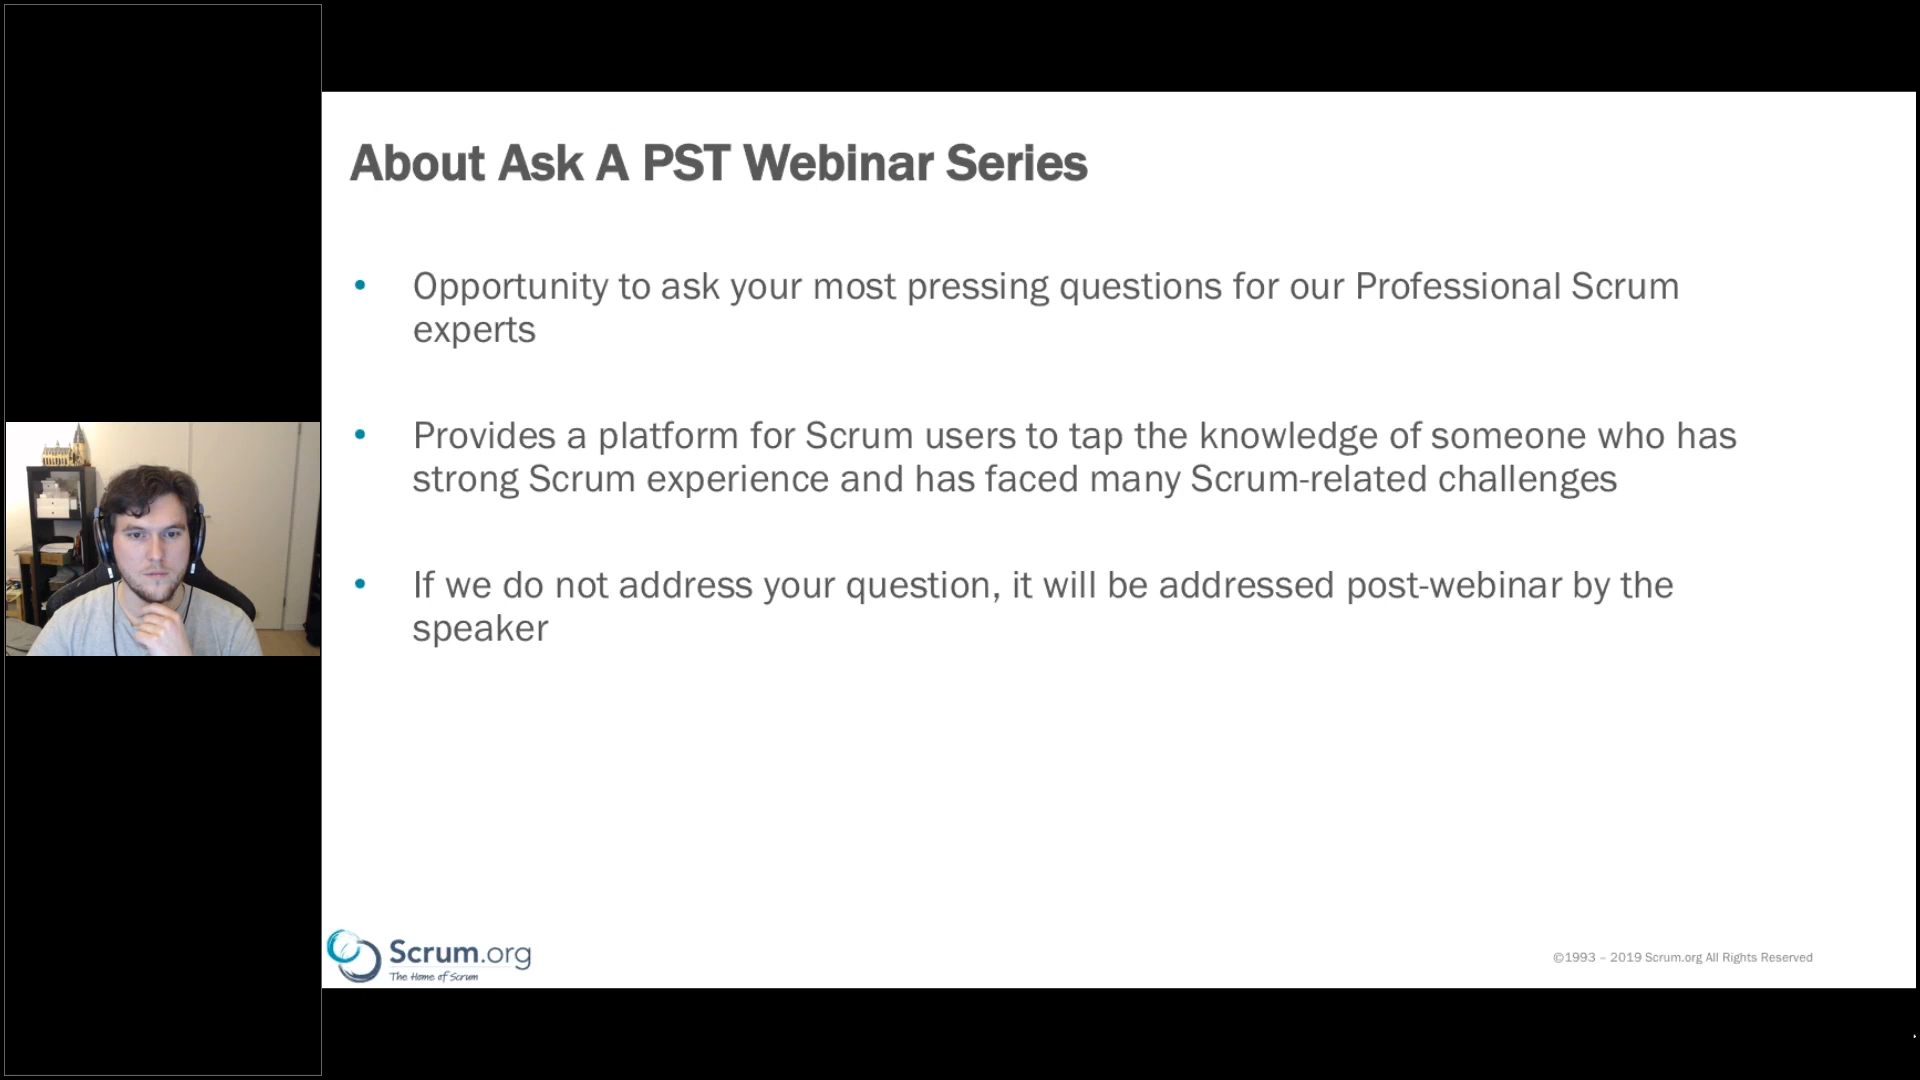 About Ask A PST Webinar Series
• Opportunity to ask your most pressing questions for our Professional Scrum
experts
• Provides a platform for Scrum users to tap the knowledge of someone who has
strong Scrum experience and has faced many Scrum-related challenges
• If we do not address your question, it will be addressed post-webinar by the
speaker
Scrum.org
The Home of Scrum
©1993 – 2019 Scrum.org All Rights Reserved